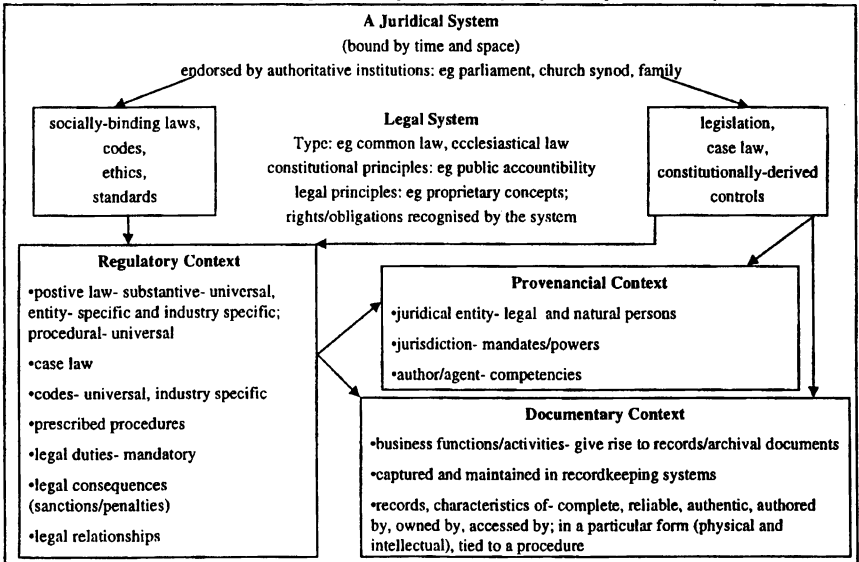 A Juridical System
(bound by time and space)
endorsed by authoritative institutions: eg parliament, church synod, family
socially-binding laws,
codes,
ethics,
standards
Legal System
Type: eg common law, ecclesiastical law
constitutional principles: eg public accountibility
legal principles: eg proprietary concepts;
rights/obligations recognised by the system
legislation,
case law,
constitutionally-derived
controls
Regulatory Context
•postive law- substantive- universal,
entity- specific and industry specific;
procedural- universal
•case law
•codes- universal, industry specific
•prescribed procedures
•legal duties- mandatory
•legal consequences
(sanctions/penalties)
•legal relationships
Provenancial Context
•juridical entity- legal and natural persons
•jurisdiction- mandates/powers
•author/agent- competencies
Documentary Context
•business functions/activities- give rise to records/archival documents
•captured and maintained in recordkeeping systems
•records, characteristics of- complete, reliable, authentic, authored
by, owned by, accessed by; in a particular form (physical and
intellectual), tied to a procedure